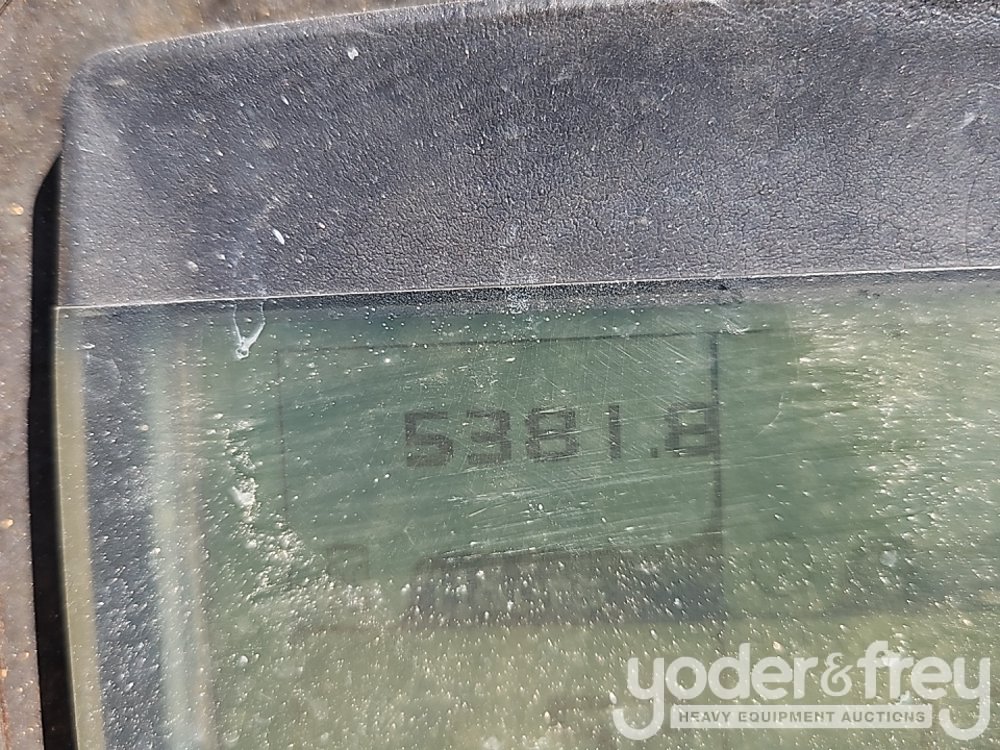 5381.8
yoder&frey
HEAVY EQUIPMENT AUCTIONS